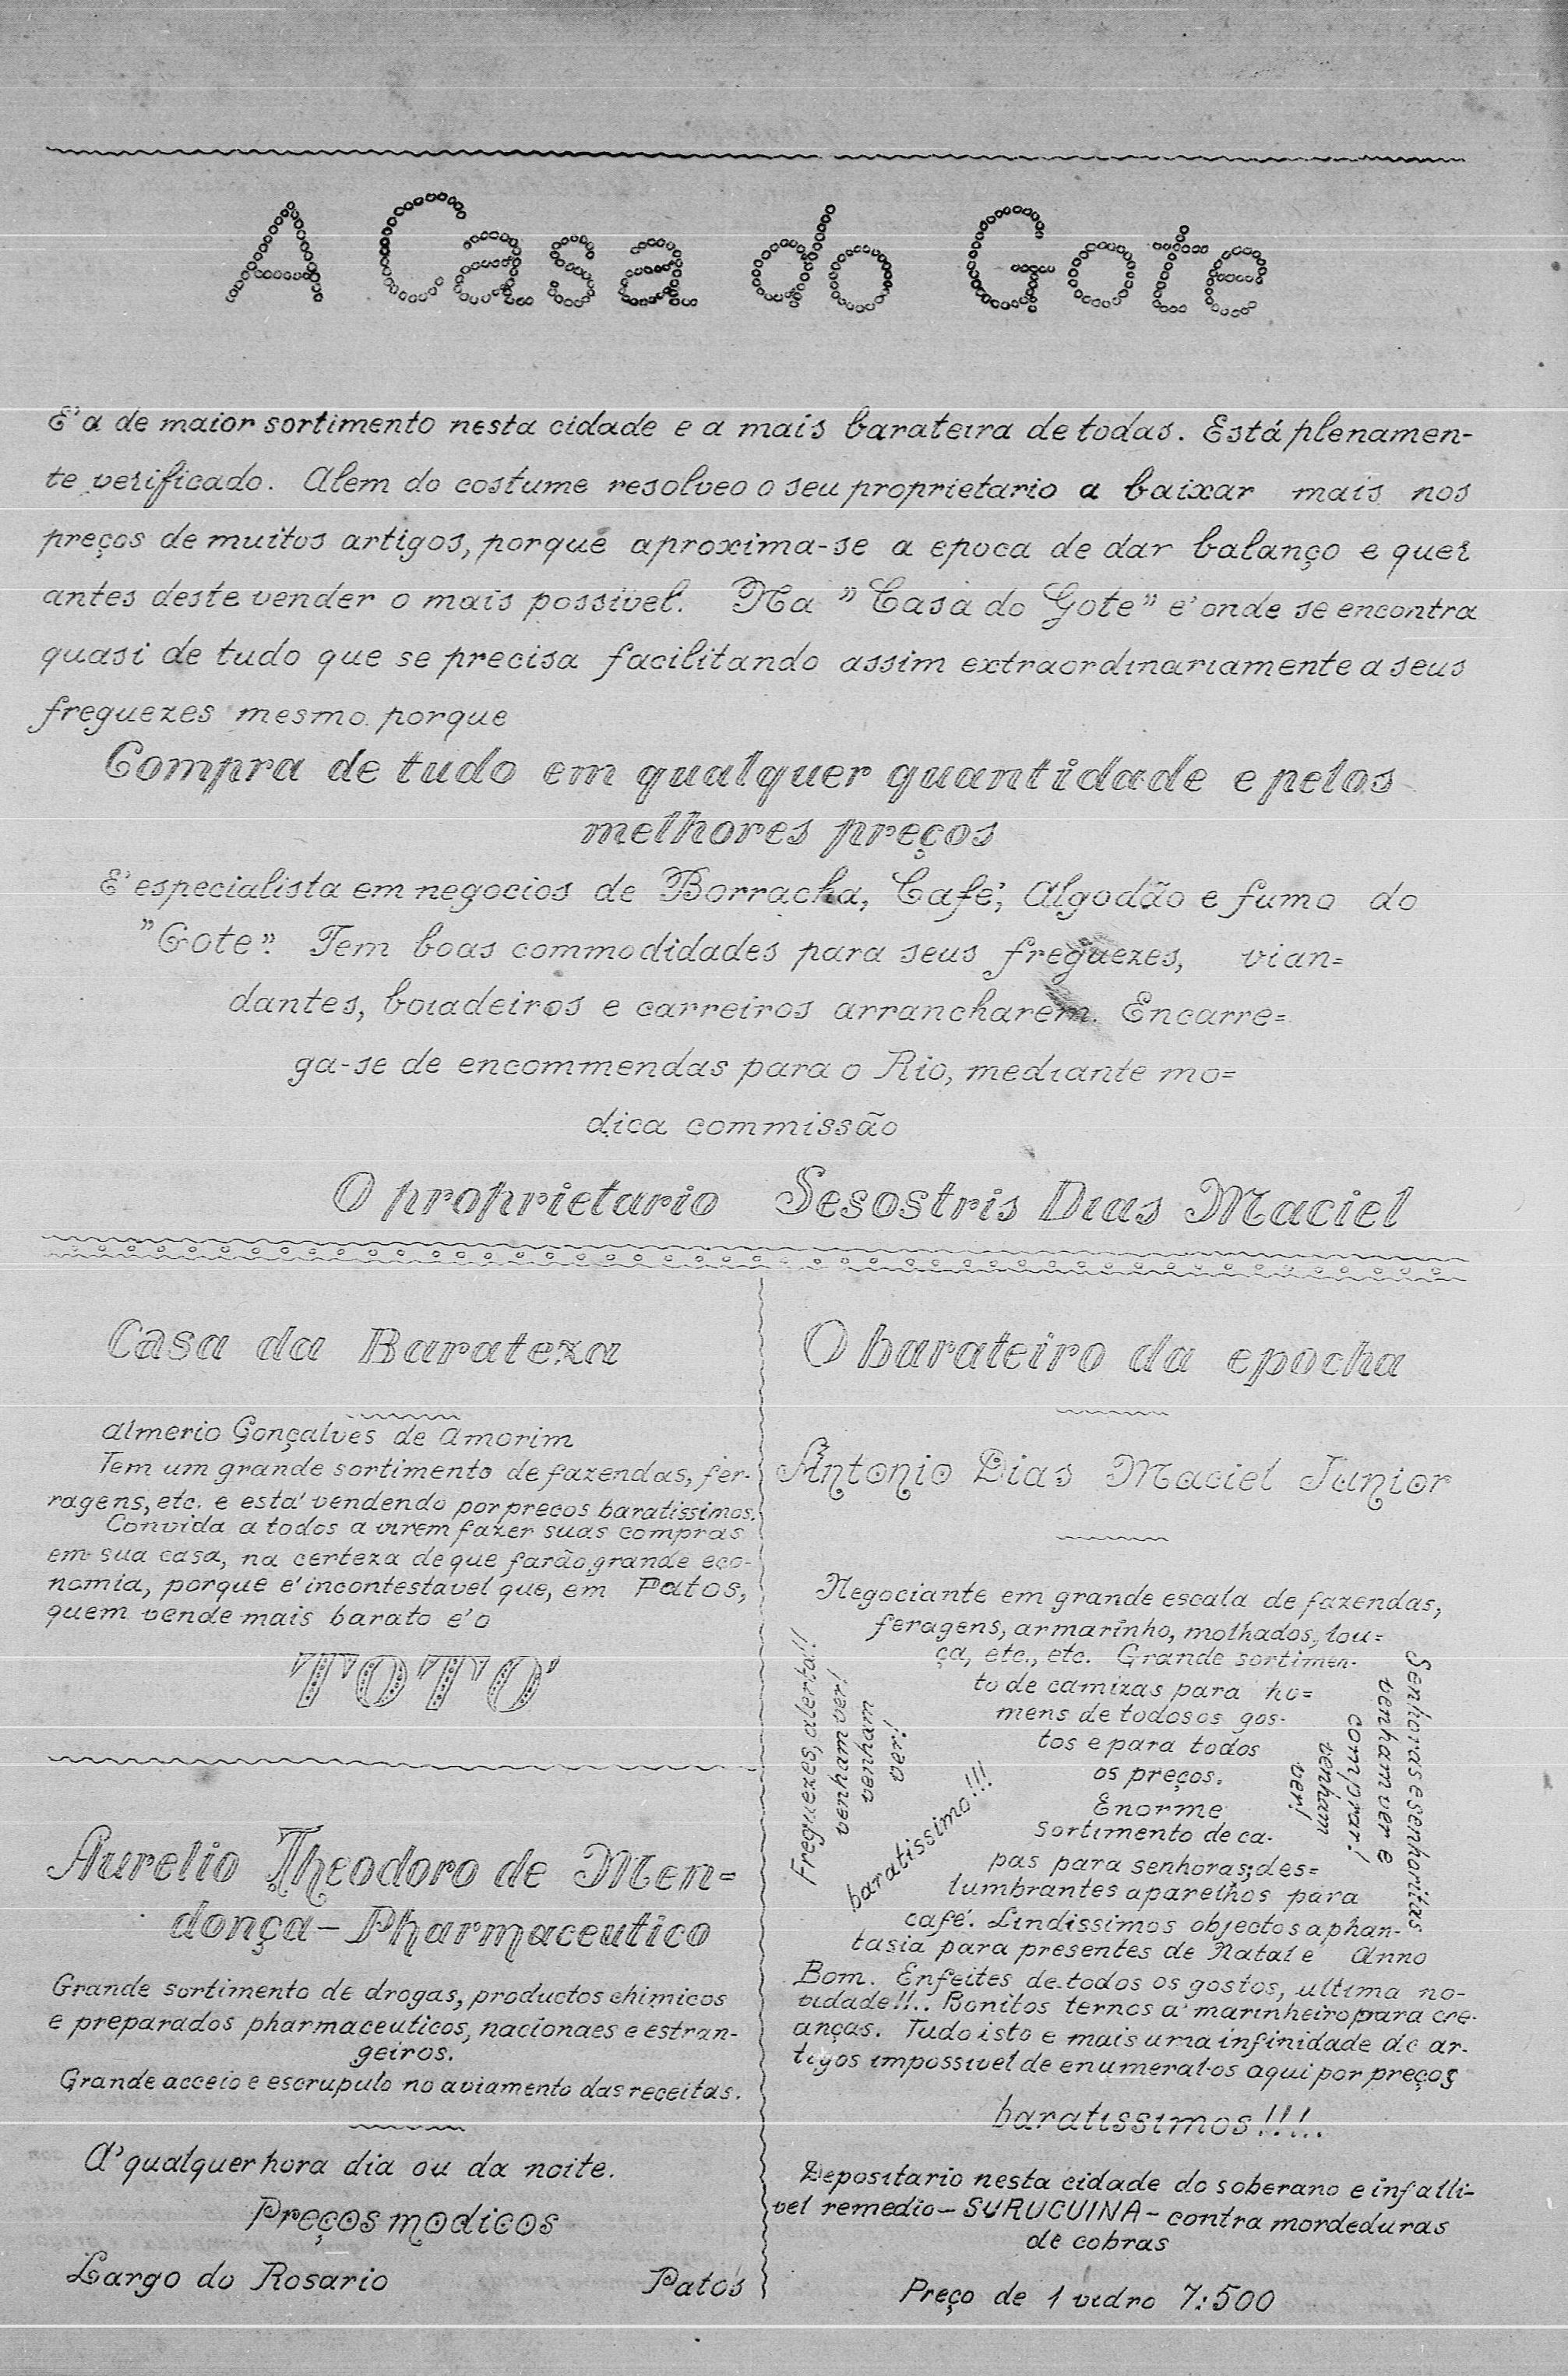 A Casa do Gote
E' a de maior sortimento nesta cidade e a mais barateira de todas. Está plenamen-
te verificado. Alem do costume resolveo o seu proprietario a baixar mais nos
preços de muitos artigos, porque aproxima-se a epoca de dar balanço e quer
antes deste vender o mais possivel. Na "Casa do Gote" e' onde se encontra
quasi de tudo que se precisa facilitando assim extraordinariamente a seus
freguezes mesmo porque
Compra de tudo em qualquer quantidade e pelos
melhores preços
E' especialista em negocios de Borracha, Café, Algodão e fumo do
"Gote". Tem boas commodidades para seus freguezes, vian=
dantes, boiadeiros e carreiros arrancharem. Encarre=
ga-se de encommendas para o Rio, mediante mo=
dica commissão
O proprietario Sesostris Dias Maciel
Casa da Barateza
Almerio Gonçalves de Amorim
Tem um grande sortimento de fazendas, fer-
ragens, etc. e esta' vendendo por precos baratissimos.
Convida a todos a virem fazer suas compras
em sua casa, na certeza de que farão grande eco-
nomia, porque e' incontestavel que, em Patos,
quem vende mais barato e' o
TOTO'
Aurelio Theodoro de Men=
donça - Pharmaceutico
Grande sortimento de drogas, productos chimicos
e preparados pharmaceuticos, nacionaes e estran-
geiros.
Grande acceio e escrupulo no aviamento das receitas.
A' qualquer hora dia ou da noite.
Preços modicos
Largo do Rosario Patos
O barateiro da epocha
Antonio Dias Maciel Junior
Negociante em grande escala de fazendas,
feragens, armarinho, molhados, lou=
ça, etc., etc. Grande sortimen-
to de camizas para ho=
mens de todos os gos-
tos e para todos
os preços.
Enorme
sortimento de ca-
pas para senhoras; des=
lumbrantes aparelhos para
café. Lindissimos objectos a phan-
tasia para presentes de Natal e Anno
Bom. Enfeites de todos os gostos, ultima no-
vidade!!.. Bonitos ternos a' marinheiro para cre-
anças. Tudo isto e mais uma infinidade de ar-
tigos impossivel de enumeral-os aqui por preços
baratissimos!!!..
Freguezes, alerta!!
venham ver!
venham
ver!
baratissimo!!!
Senhoras e senhoritas
venham ver e
comprar!
venham
ver!
Depositario nesta cidade do soberano e infalli-
vel remedio - SURUCUINA - contra mordeduras
de cobras
Preço de 1 vidro 7:500